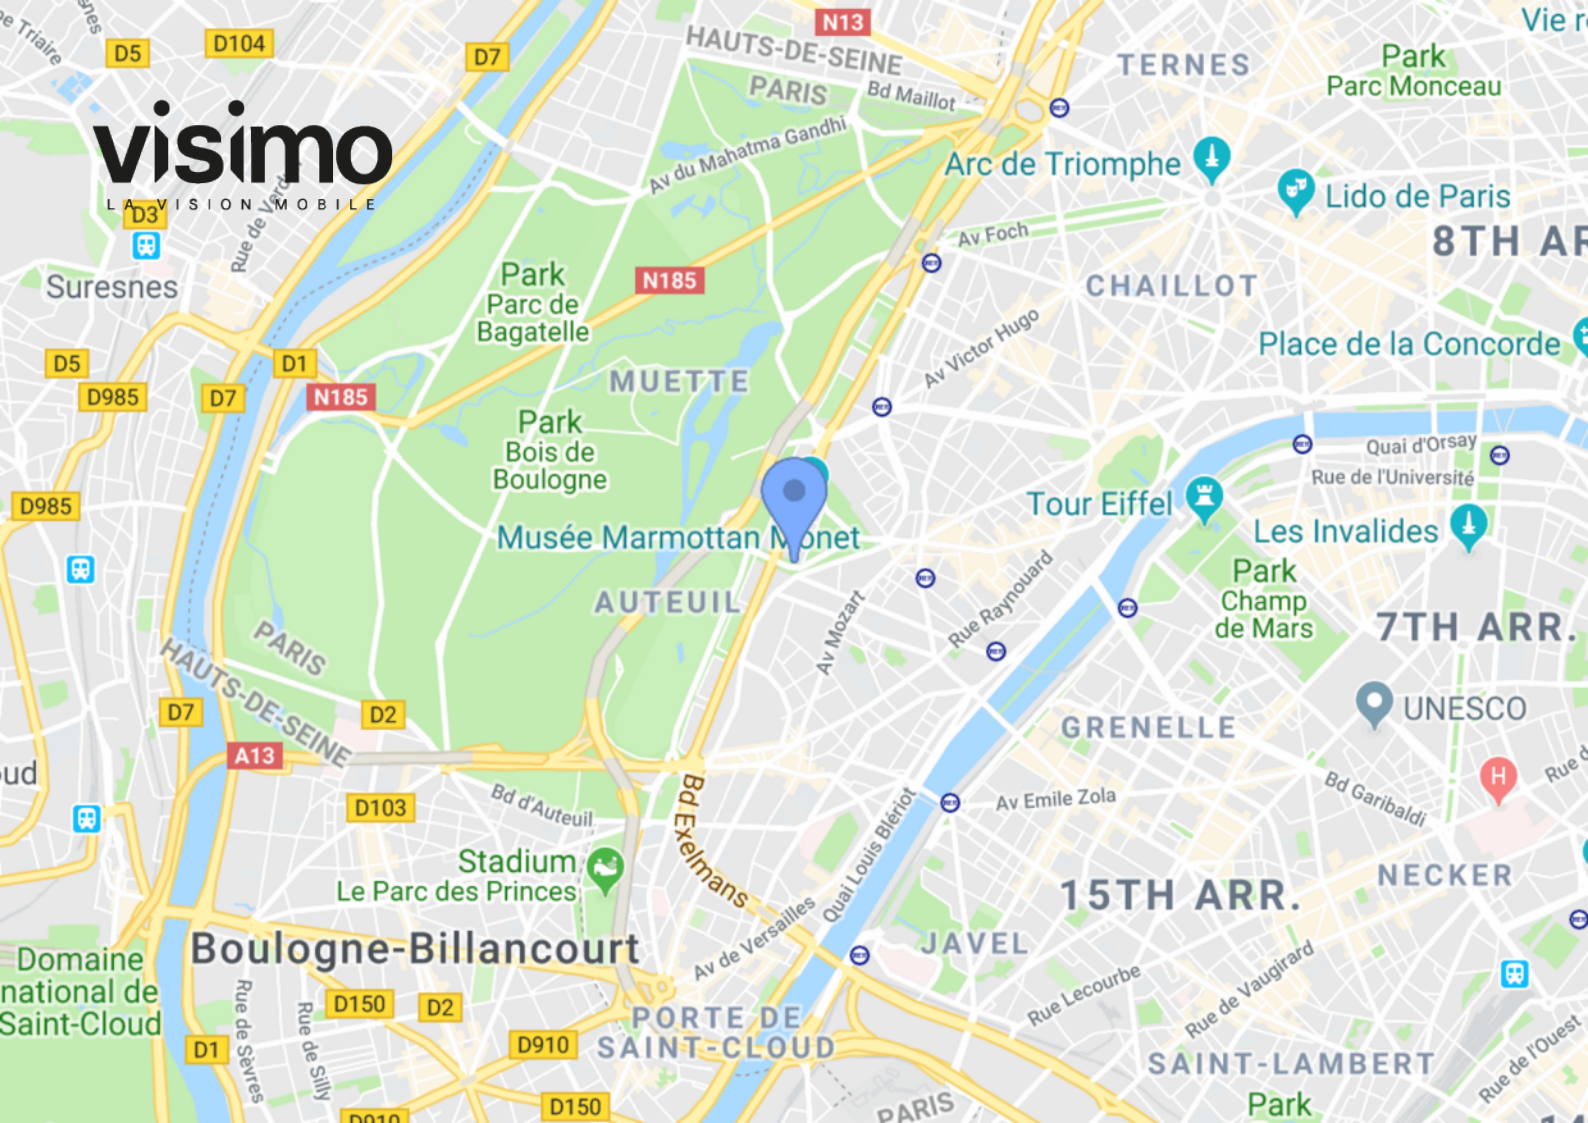 N13
Vie
D5
D104
D7
HAUTS-DE-SEINE
PARIS
Bd Maillot
TERNES
Park
Parc Monceau
visimo
LA VISION MOBILE
Av du Mahatma Gandhi
Arc de Triomphe
Lido de Paris
D3
Rue de
Av Foch
8TH
Suresnes
Park
Parc de
Bagatelle
N185
CHAILLOT
Av Victor Hugo
Place de la Concorde
D5
D1
D985
D7
N185
MUETTE
Park
Bois de
Boulogne
Quai d'Orsay
Rue de l'Université
D985
Tour Eiffel
Les Invalides
Musée Marmottan Monet
Park
Champ
de Mars
AUTEUIL
Av Mozart
Rue Raynouard
7TH ARR.
PARIS
HAUTS-DE-SEINE
D7
D2
UNESCO
GRENELLE
A13
H
Rue
Bd Garibaldi
D103
Bd d'Auteuil
Bd Exelmans
Av Emile Zola
Quai Louis Blériot
Stadium
Le Parc des Princes
NECKER
15TH ARR.
Boulogne-Billancourt
Av de Versailles
JAVEL
Domaine
national de
Saint-Cloud
Rue de Sèvres
Rue de Silly
D150
D2
Rue Lecourbe
Rue de Vaugirard
PORTE DE
SAINT-CLOUD
D1
D910
SAINT-LAMBERT
Rue de l'Ouest
D910
D150
PARIS
Park